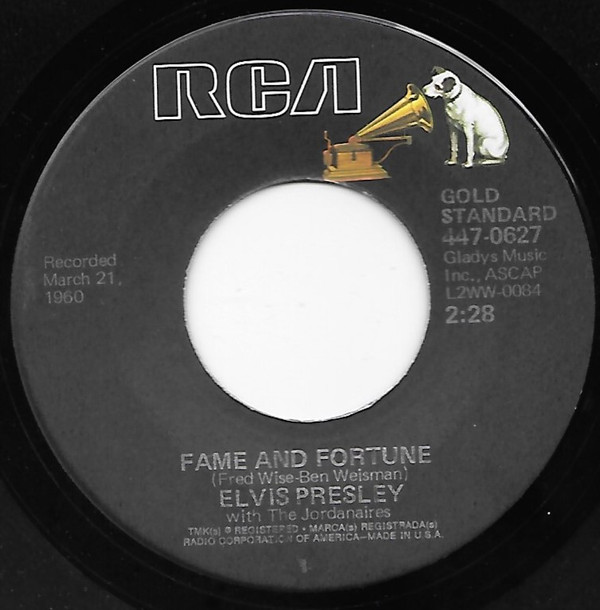 RCA
GOLD
STANDARD
447-0627
Gladys Music
Inc., ASCAP
L2WW-0084
2:28
Recorded
March 21,
1960
FAME AND FORTUNE
(Fred Wise-Ben Weisman)
ELVIS PRESLEY
with The Jordanaires
TMK(s) ® REGISTERED • MARCA(s) REGISTRADA(s)
RADIO CORPORATION OF AMERICA—MADE IN U.S.A.
1